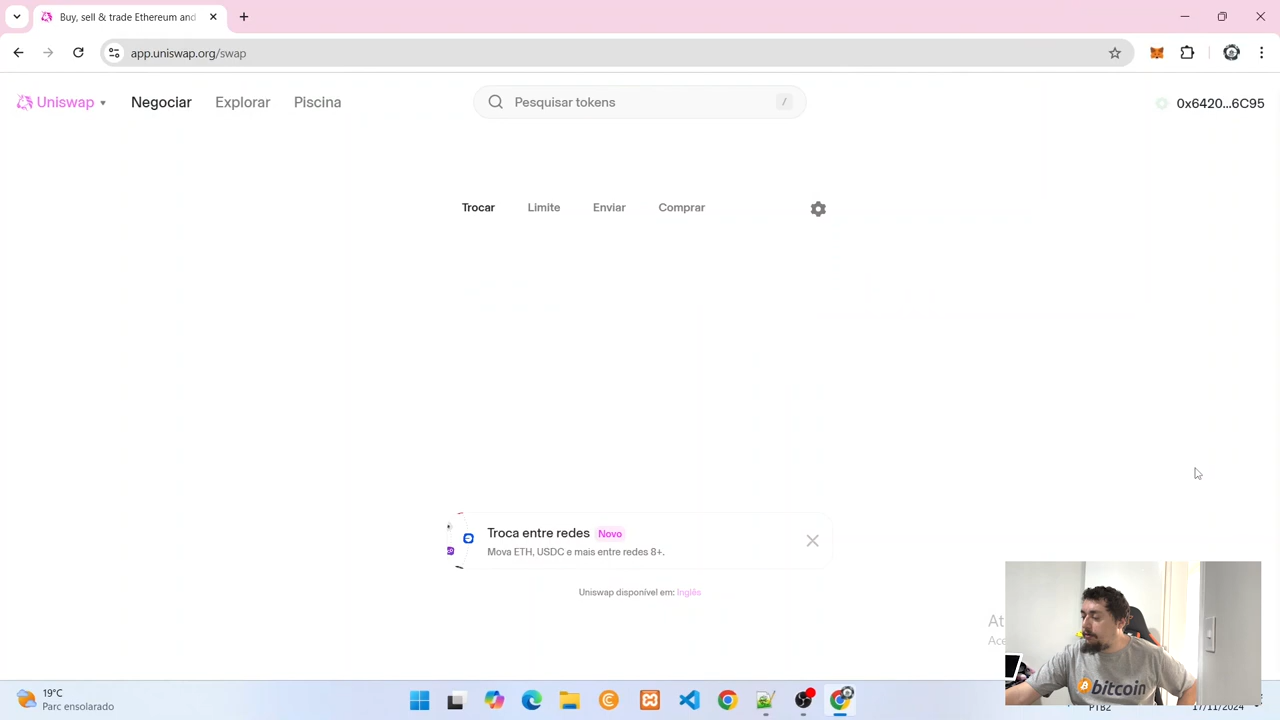 Buy, sell & trade Ethereum and
app.uniswap.org/swap
Uniswap
Negociar
Explorar
Piscina
Pesquisar tokens
/
0x6420...6C95
Trocar
Limite
Enviar
Comprar
Troca entre redes Novo
Mova ETH, USDC e mais entre redes 8+.
Uniswap disponível em: Inglês
bitcoin
19°C
Parc ensolarado
PTB2
17/11/2024